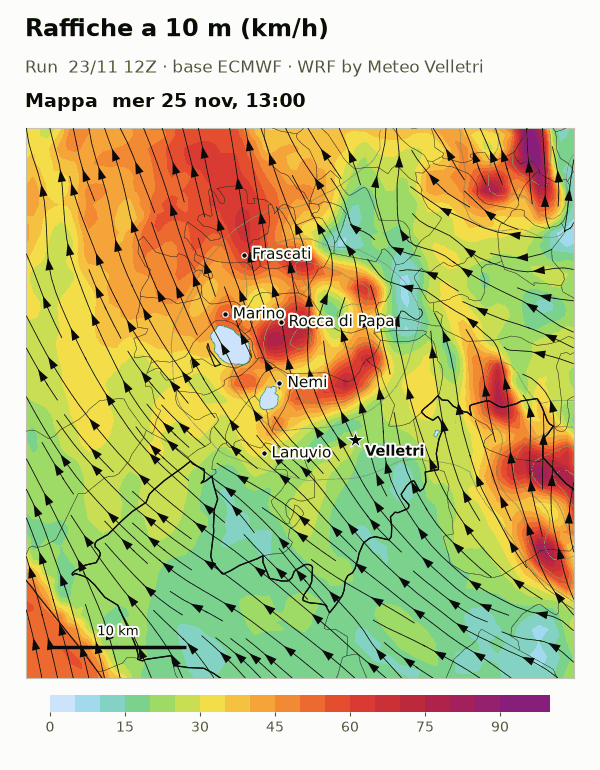 Raffiche a 10 m (km/h)
Run  23/11 12Z · base ECMWF · WRF by Meteo Velletri
Mappa  mer 25 nov, 13:00
Frascati
Marino
Rocca di Papa
Nemi
Velletri
Lanuvio
10 km
0 15 30 45 60 75 90